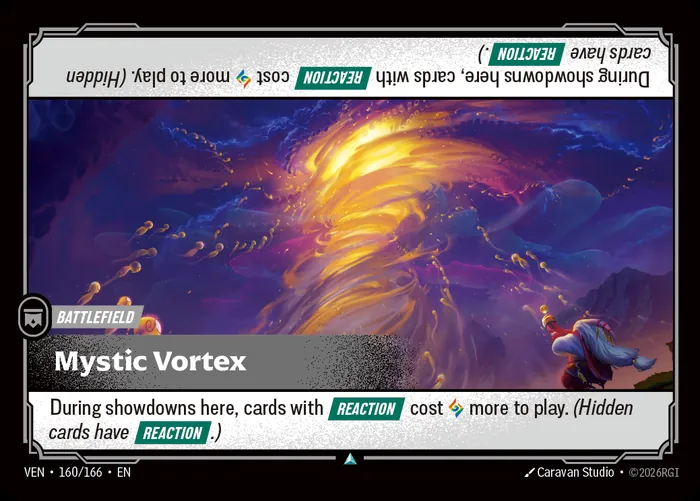 During showdowns here, cards with REACTION cost more to play. (Hidden
cards have REACTION.)
BATTLEFIELD
Mystic Vortex
During showdowns here, cards with REACTION cost more to play. (Hidden
cards have REACTION.)
VEN • 160/166 • EN
Caravan Studio • ©2026RGI